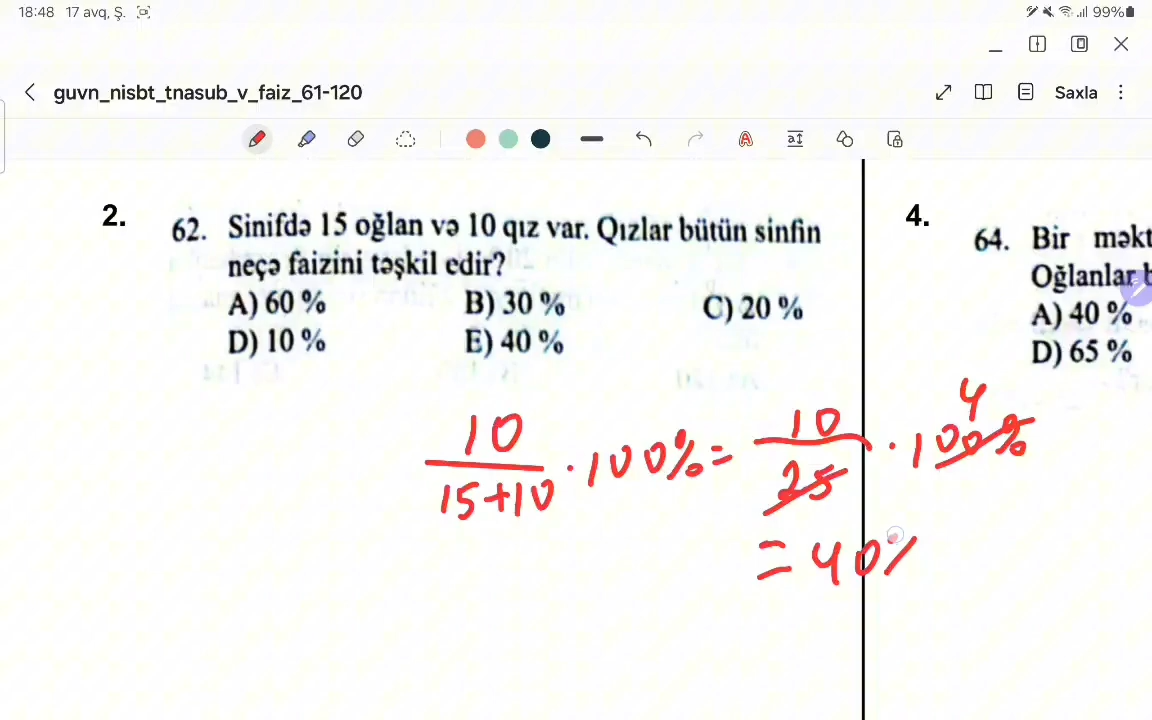 18:48 17 avq, Ş. 99%
guvn_nisbt_tnasub_v_faiz_61-120
Saxla
2.
62. Sinifdə 15 oğlan və 10 qız var. Qızlar bütün sinfin
neçə faizini təşkil edir?
A) 60 % B) 30 % C) 20 %
D) 10 % E) 40 %
4.
64. Bir məkt
Oğlanlar b
A) 40 %
D) 65 %
10/15+10 · 100% = 10/25 · 100% 4
= 40%